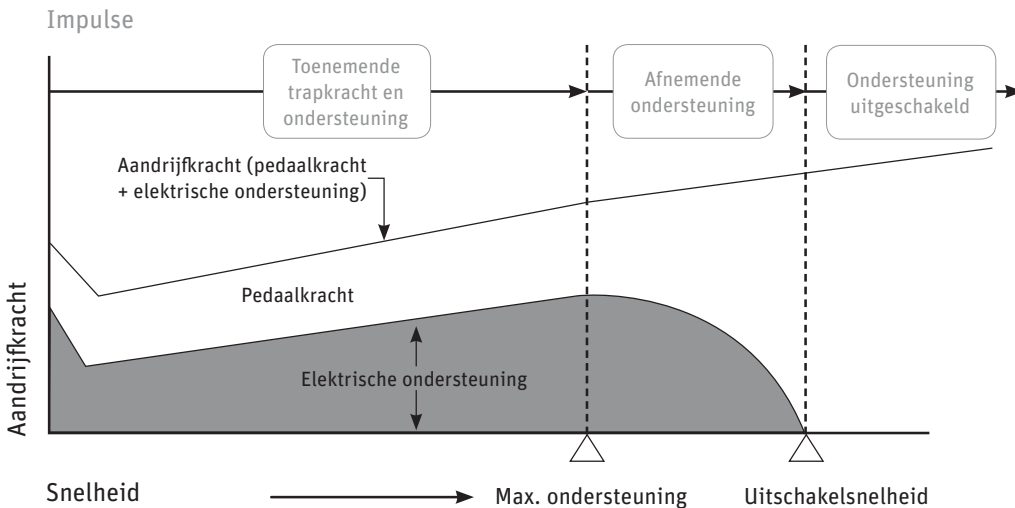 Impulse
Toenemende
trapkracht en
ondersteuning
Afnemende
ondersteuning
Ondersteuning
uitgeschakeld
Aandrijfkracht (pedaalkracht
+ elektrische ondersteuning)
Pedaalkracht
Elektrische ondersteuning
Aandrijfkracht
Snelheid
Max. ondersteuning
Uitschakelsnelheid